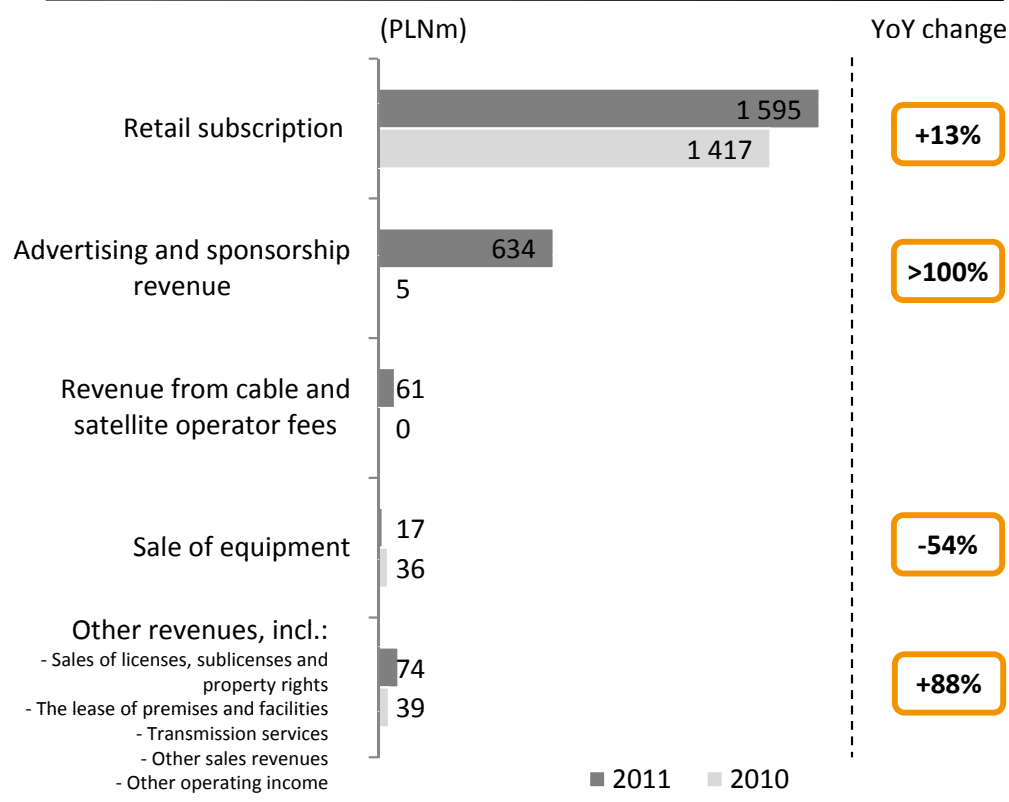 (PLNm)
YoY change
Retail subscription
1 595
1 417
+13%
Advertising and sponsorship
revenue
634
5
>100%
Revenue from cable and
satellite operator fees
61
0
Sale of equipment
17
36
-54%
Other revenues, incl.:
- Sales of licenses, sublicenses and
property rights
- The lease of premises and facilities
- Transmission services
- Other sales revenues
- Other operating income
74
39
+88%
2011
2010